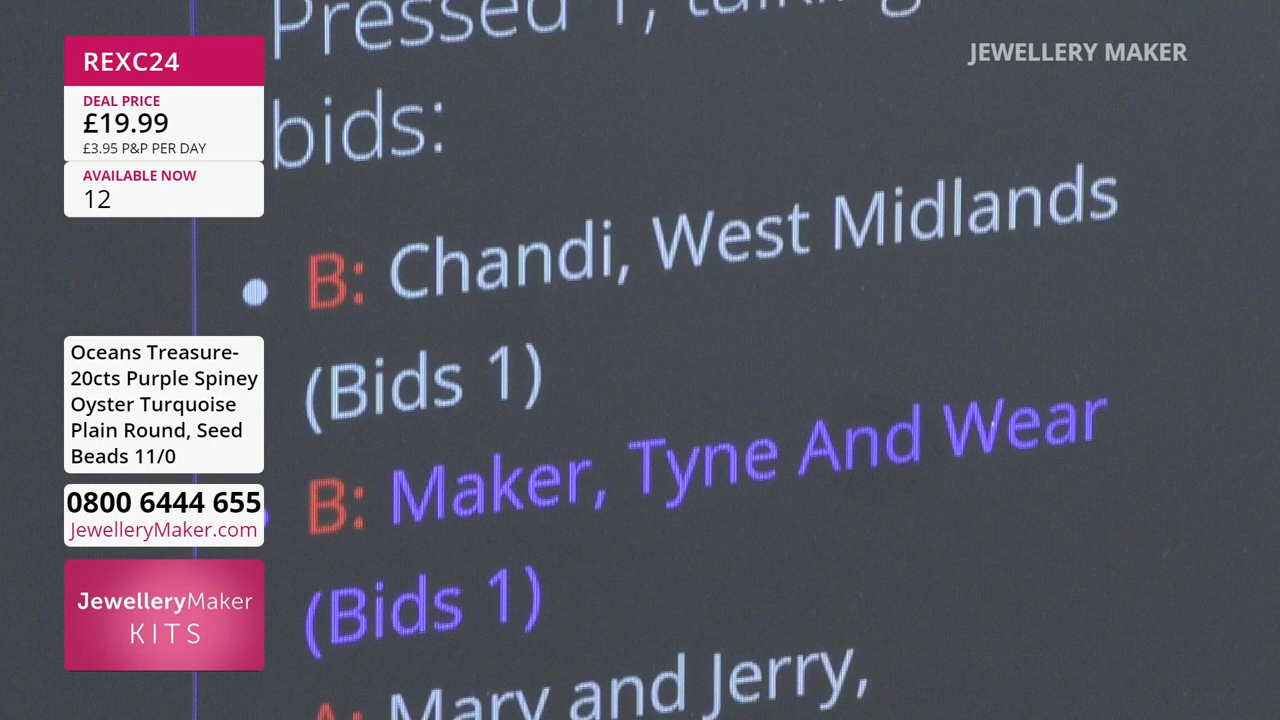 REXC24
DEAL PRICE
£19.99
£3.95 P&P PER DAY
AVAILABLE NOW
12
Oceans Treasure-
20cts Purple Spiney
Oyster Turquoise
Plain Round, Seed
Beads 11/0
0800 6444 655
JewelleryMaker.com
JewelleryMaker
KITS
JEWELLERY MAKER
Pressed 1, talking
bids:
• B: Chandi, West Midlands
(Bids 1)
B: Maker, Tyne And Wear
(Bids 1)
A: Mary and Jerry,